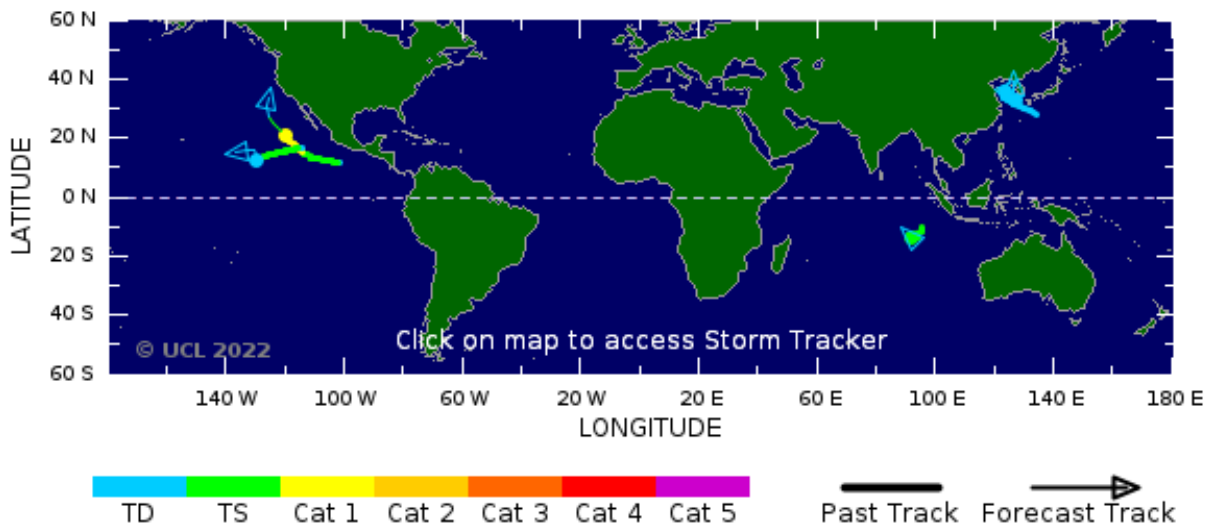 60 N
40 N
20 N
0 N
20 S
40 S
60 S
LATITUDE
Click on map to access Storm Tracker
© UCL 2022
140 W 100 W 60 W 20 W 20 E 60 E 100 E 140 E 180 E
LONGITUDE
TD TS Cat 1 Cat 2 Cat 3 Cat 4 Cat 5 Past Track Forecast Track